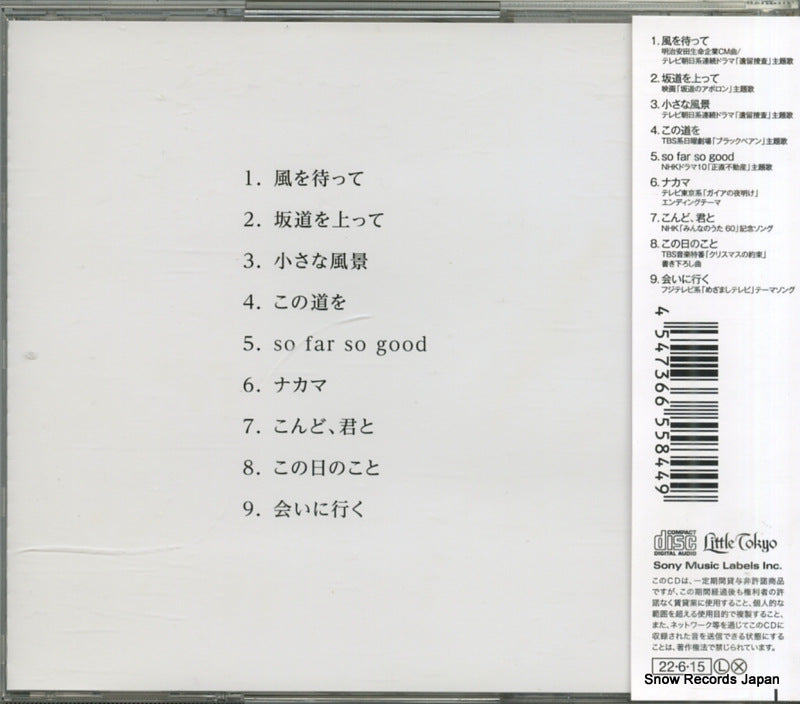 1. 風を待って
2. 坂道を上って
3. 小さな風景
4. この道を
5. so far so good
6. ナカマ
7. こんど、君と
8. この日のこと
9. 会いに行く
1. 風を待って
明治安田生命企業CM曲/
テレビ朝日系連続ドラマ「遺留捜査」主題歌
2. 坂道を上って
映画「坂道のアポロン」主題歌
3. 小さな風景
テレビ朝日系連続ドラマ「遺留捜査」主題歌
4. この道を
TBS系日曜劇場「ブラックペアン」主題歌
5. so far so good
NHKドラマ10「正直不動産」主題歌
6. ナカマ
テレビ東京系「ガイアの夜明け」
エンディングテーマ
7. こんど、君と
NHK「みんなのうた 60」記念ソング
8. この日のこと
TBS音楽特番「クリスマスの約束」
書き下ろし曲
9. 会いに行く
フジテレビ系「めざましテレビ」テーマソング
4 547366 558449
COMPACT
disc
DIGITAL AUDIO
Little Tokyo
Sony Music Labels Inc.
このCDは、一定期間貸与非許諾商品
ですが、この期間経過後も権利者の許
諾なく賃貸業に使用すること、個人的な
範囲を超える使用目的で複製すること、
また、ネットワーク等を通じてこのCDに
収録された音を送信できる状態にする
ことは、著作権法で禁じられています。
22・6・15 L X
Snow Records Japan